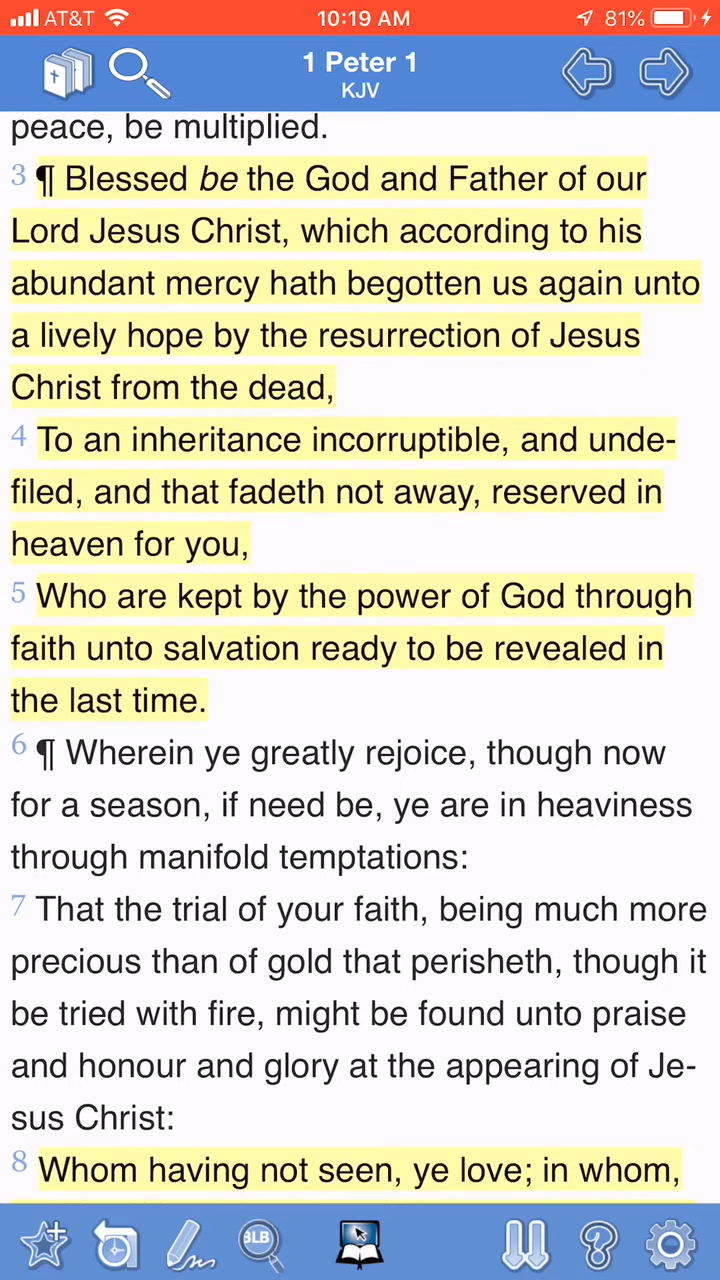 AT&T 10:19 AM 81%
1 Peter 1
KJV
peace, be multiplied.
3 ¶ Blessed be the God and Father of our
Lord Jesus Christ, which according to his
abundant mercy hath begotten us again unto
a lively hope by the resurrection of Jesus
Christ from the dead,
4 To an inheritance incorruptible, and unde-
filed, and that fadeth not away, reserved in
heaven for you,
5 Who are kept by the power of God through
faith unto salvation ready to be revealed in
the last time.
6 ¶ Wherein ye greatly rejoice, though now
for a season, if need be, ye are in heaviness
through manifold temptations:
7 That the trial of your faith, being much more
precious than of gold that perisheth, though it
be tried with fire, might be found unto praise
and honour and glory at the appearing of Je-
sus Christ:
8 Whom having not seen, ye love; in whom,
BLB